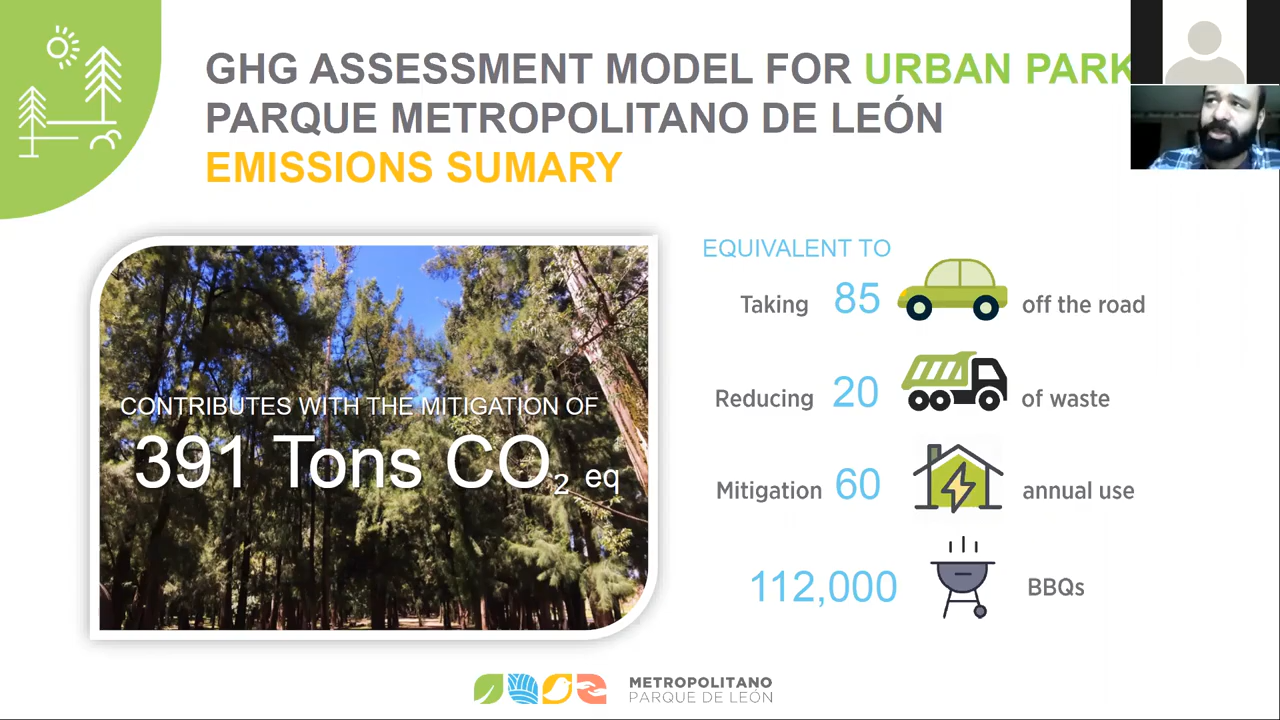 GHG ASSESSMENT MODEL FOR URBAN PARK
PARQUE METROPOLITANO DE LEÓN
EMISSIONS SUMARY
CONTRIBUTES WITH THE MITIGATION OF
391 Tons CO₂ eq
EQUIVALENT TO
Taking 85 off the road
Reducing 20 of waste
Mitigation 60 annual use
112,000 BBQs
METROPOLITANO
PARQUE DE LEÓN